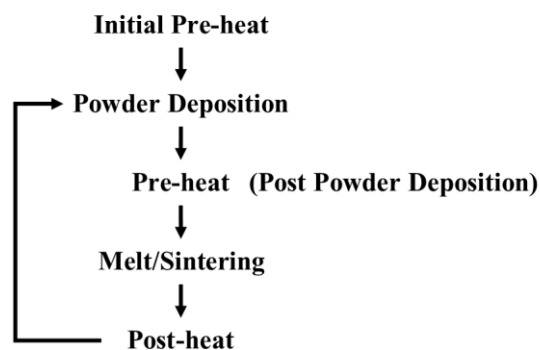 Initial Pre-heat
Powder Deposition
Pre-heat (Post Powder Deposition)
Melt/Sintering
Post-heat